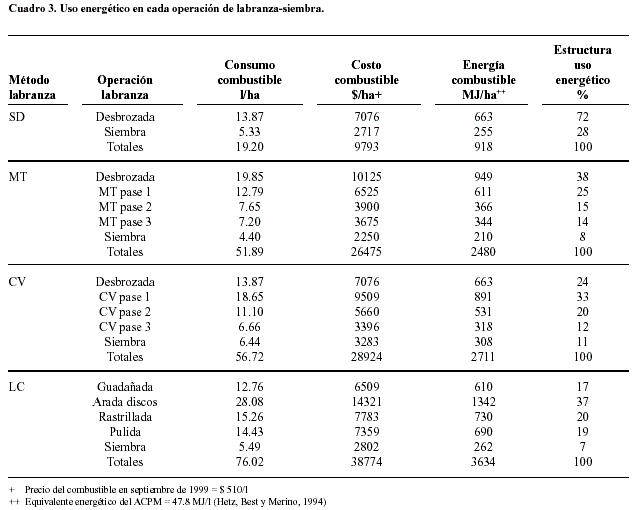 Cuadro 3. Uso energético en cada operación de labranza-siembra.
Método labranza Operación labranza Consumo combustible l/ha Costo combustible $/ha+ Energía combustible MJ/ha++ Estructura uso energético %
SD Desbrozada 13.87 7076 663 72
Siembra 5.33 2717 255 28
Totales 19.20 9793 918 100
MT Desbrozada 19.85 10125 949 38
MT pase 1 12.79 6525 611 25
MT pase 2 7.65 3900 366 15
MT pase 3 7.20 3675 344 14
Siembra 4.40 2250 210 8
Totales 51.89 26475 2480 100
CV Desbrozada 13.87 7076 663 24
CV pase 1 18.65 9509 891 33
CV pase 2 11.10 5660 531 20
CV pase 3 6.66 3396 318 12
Siembra 6.44 3283 308 11
Totales 56.72 28924 2711 100
LC Guadañada 12.76 6509 610 17
Arada discos 28.08 14321 1342 37
Rastrillada 15.26 7783 730 20
Pulida 14.43 7359 690 19
Siembra 5.49 2802 262 7
Totales 76.02 38774 3634 100
+ Precio del combustible en septiembre de 1999 = $ 510/l
++ Equivalente energético del ACPM = 47.8 MJ/l (Hetz, Best y Merino, 1994)